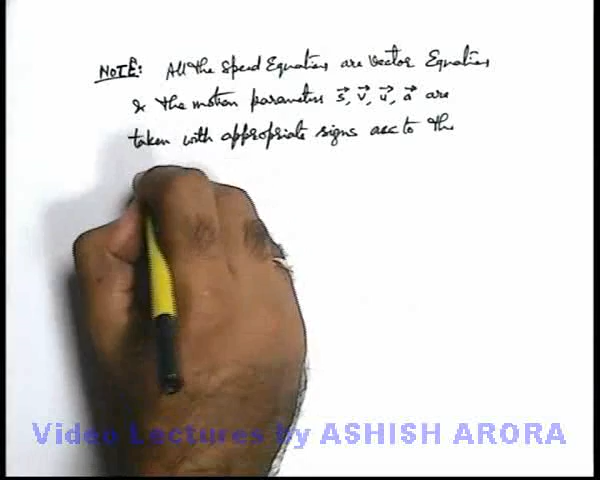 NOTE: All the Speed Equations are Vector Equations
& the motion parameters s⃗, v⃗, u⃗, a⃗ are
taken with appropriate signs acc to the
Video Lectures by ASHISH ARORA